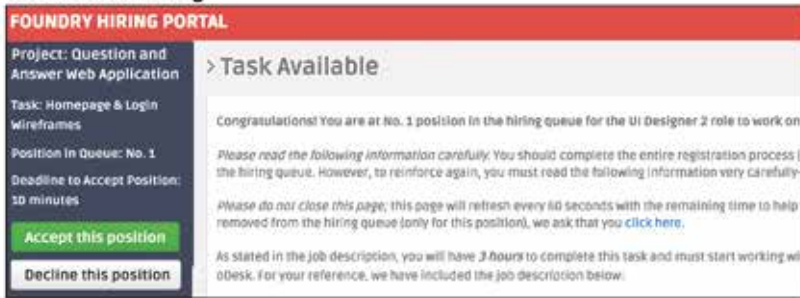 FOUNDRY HIRING PORTAL
Project: Question and
Answer Web Application
Task: Homepage & Login
Wireframes
Position in Queue: No. 1
Deadline to Accept Position:
10 minutes
Accept this position
Decline this position
> Task Available
Congratulations! You are at No. 1 position in the hiring queue for the UI Designer 2 role to work on
Please read the following information carefully. You should complete the entire registration process
the hiring queue. However, to reinforce again, you must read the following information very carefully-
Please do not close this page; this page will refresh every 60 seconds with the remaining time to help
removed from the hiring queue (only for this position), we ask that you click here.
As stated in the job description, you will have 3 hours to complete this task and must start working
oDesk. For your reference, we have included the job description below: